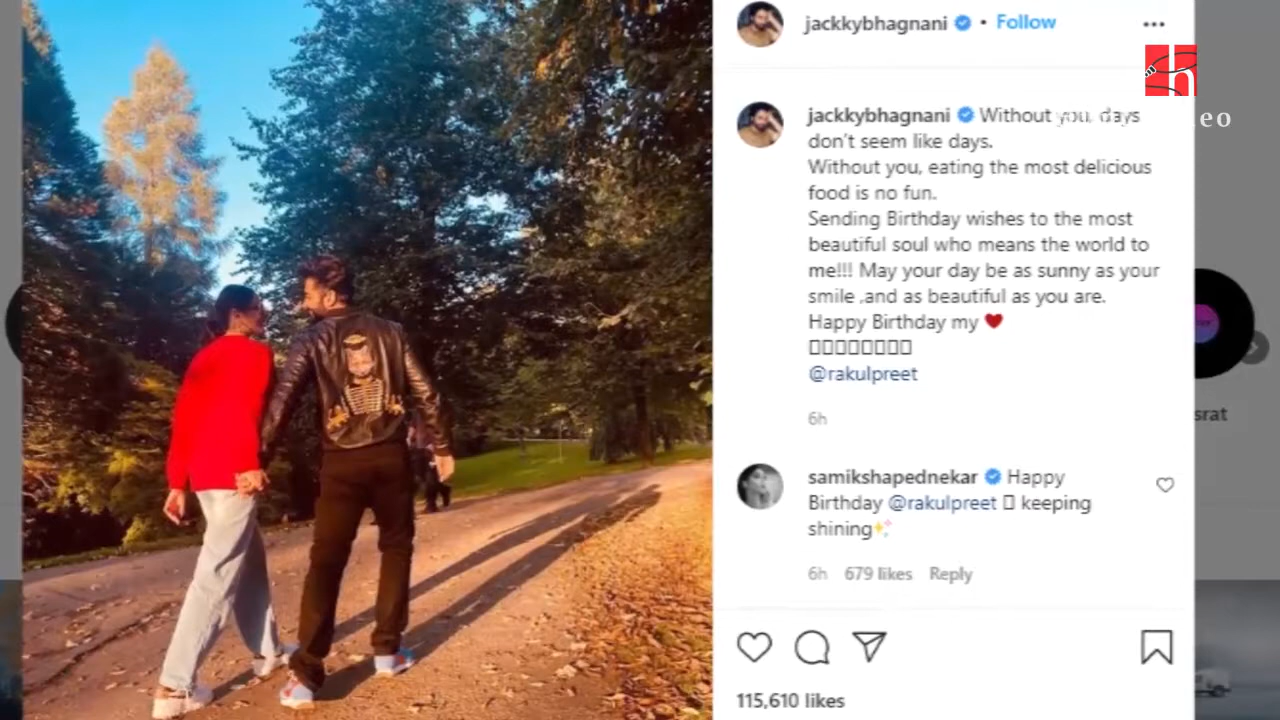 jackkybhagnani • Follow
h
eo
jackkybhagnani Without you, days
don't seem like days.
Without you, eating the most delicious
food is no fun.
Sending Birthday wishes to the most
beautiful soul who means the world to
me!!! May your day be as sunny as your
smile ,and as beautiful as you are.
Happy Birthday my ❤
@rakulpreet
6h
srat
samikshapednekar Happy
Birthday @rakulpreet keeping
shining✨
6h 679 likes Reply
115,610 likes